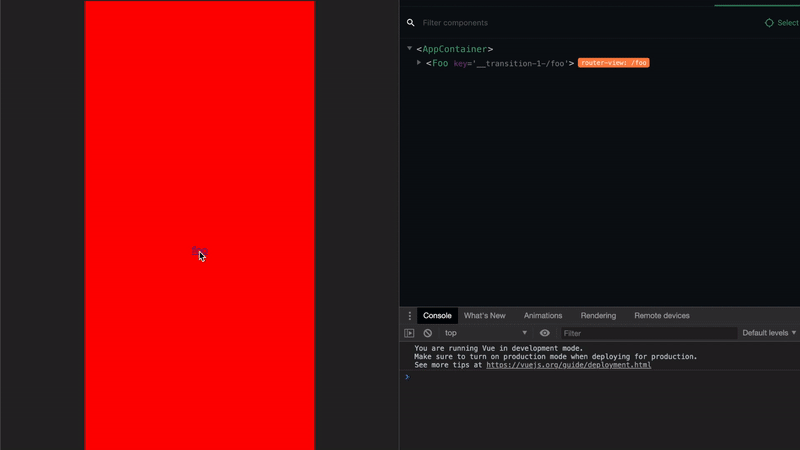 Filter components
Select
<AppContainer>
<Foo key='__transition-1-/foo'> router-view: /foo
Console What's New Animations Rendering Remote devices
top Filter Default levels
You are running Vue in development mode.
Make sure to turn on production mode when deploying for production.
See more tips at https://vuejs.org/guide/deployment.html